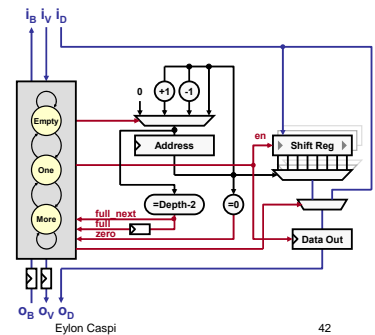 iB iV iD
0 +1 -1
Empty
en
Shift Reg
Address
One
More
=Depth-2 =0
full_next
full
zero
Data Out
oB oV oD
Eylon Caspi 42